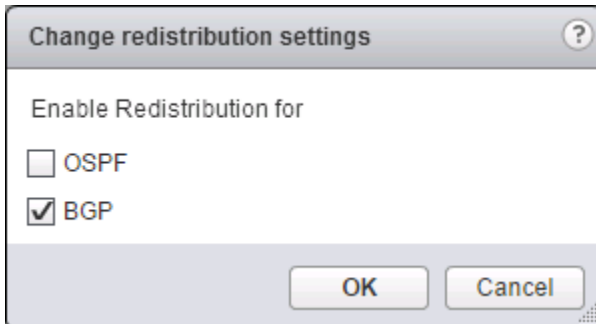 Change redistribution settings
?
Enable Redistribution for
OSPF
BGP
OK Cancel